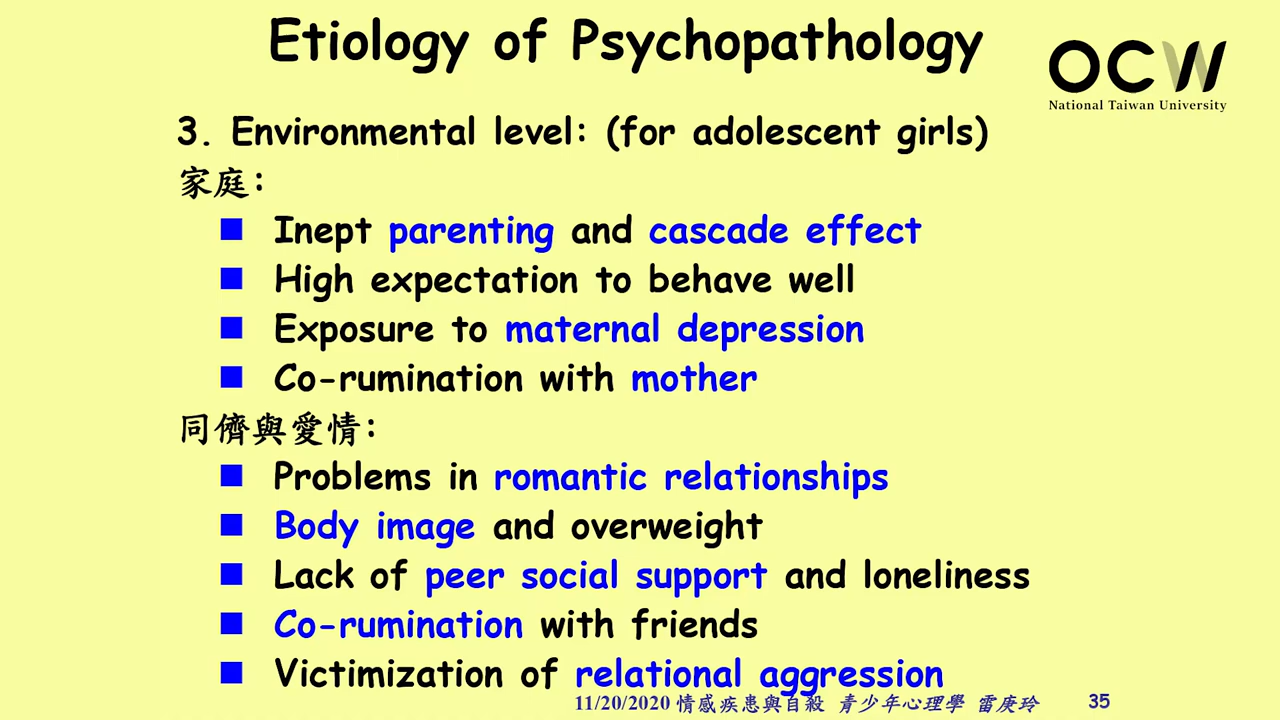 Etiology of Psychopathology
OCW
National Taiwan University
3. Environmental level: (for adolescent girls)
家庭:
Inept parenting and cascade effect
High expectation to behave well
Exposure to maternal depression
Co-rumination with mother
同儕與愛情:
Problems in romantic relationships
Body image and overweight
Lack of peer social support and loneliness
Co-rumination with friends
Victimization of relational aggression
11/20/2020 情感疾患與自殺 青少年心理學 雷庚玲
35